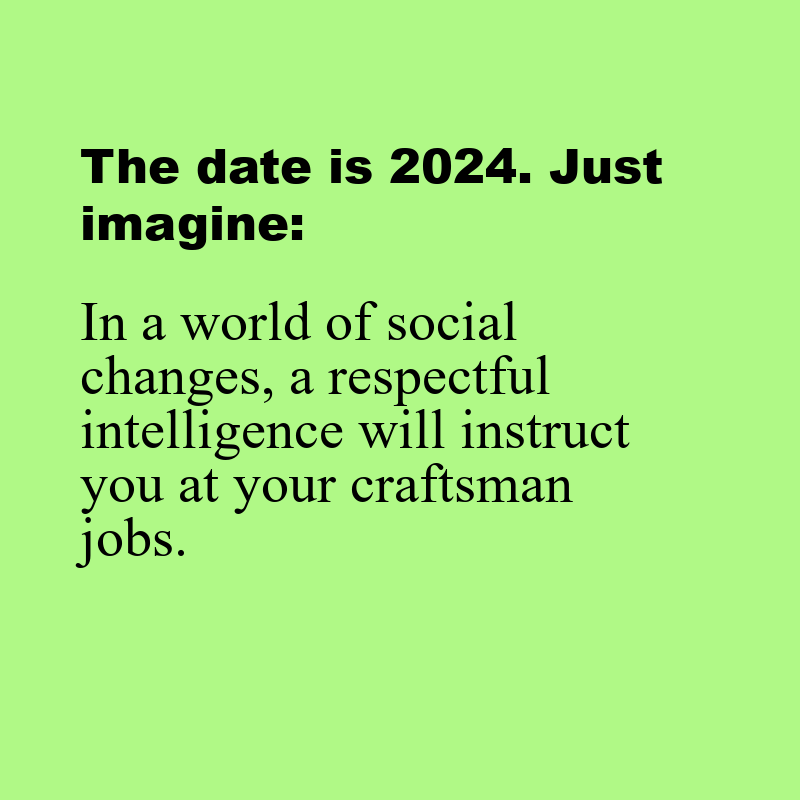 The date is 2024. Just
imagine:
In a world of social
changes, a respectful
intelligence will instruct
you at your craftsman
jobs.